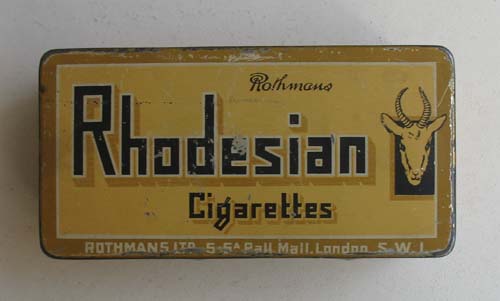 Rothmans
Rhodesian
Cigarettes
ROTHMANS LTD. 5-5A Pall Mall, London, S.W.1.